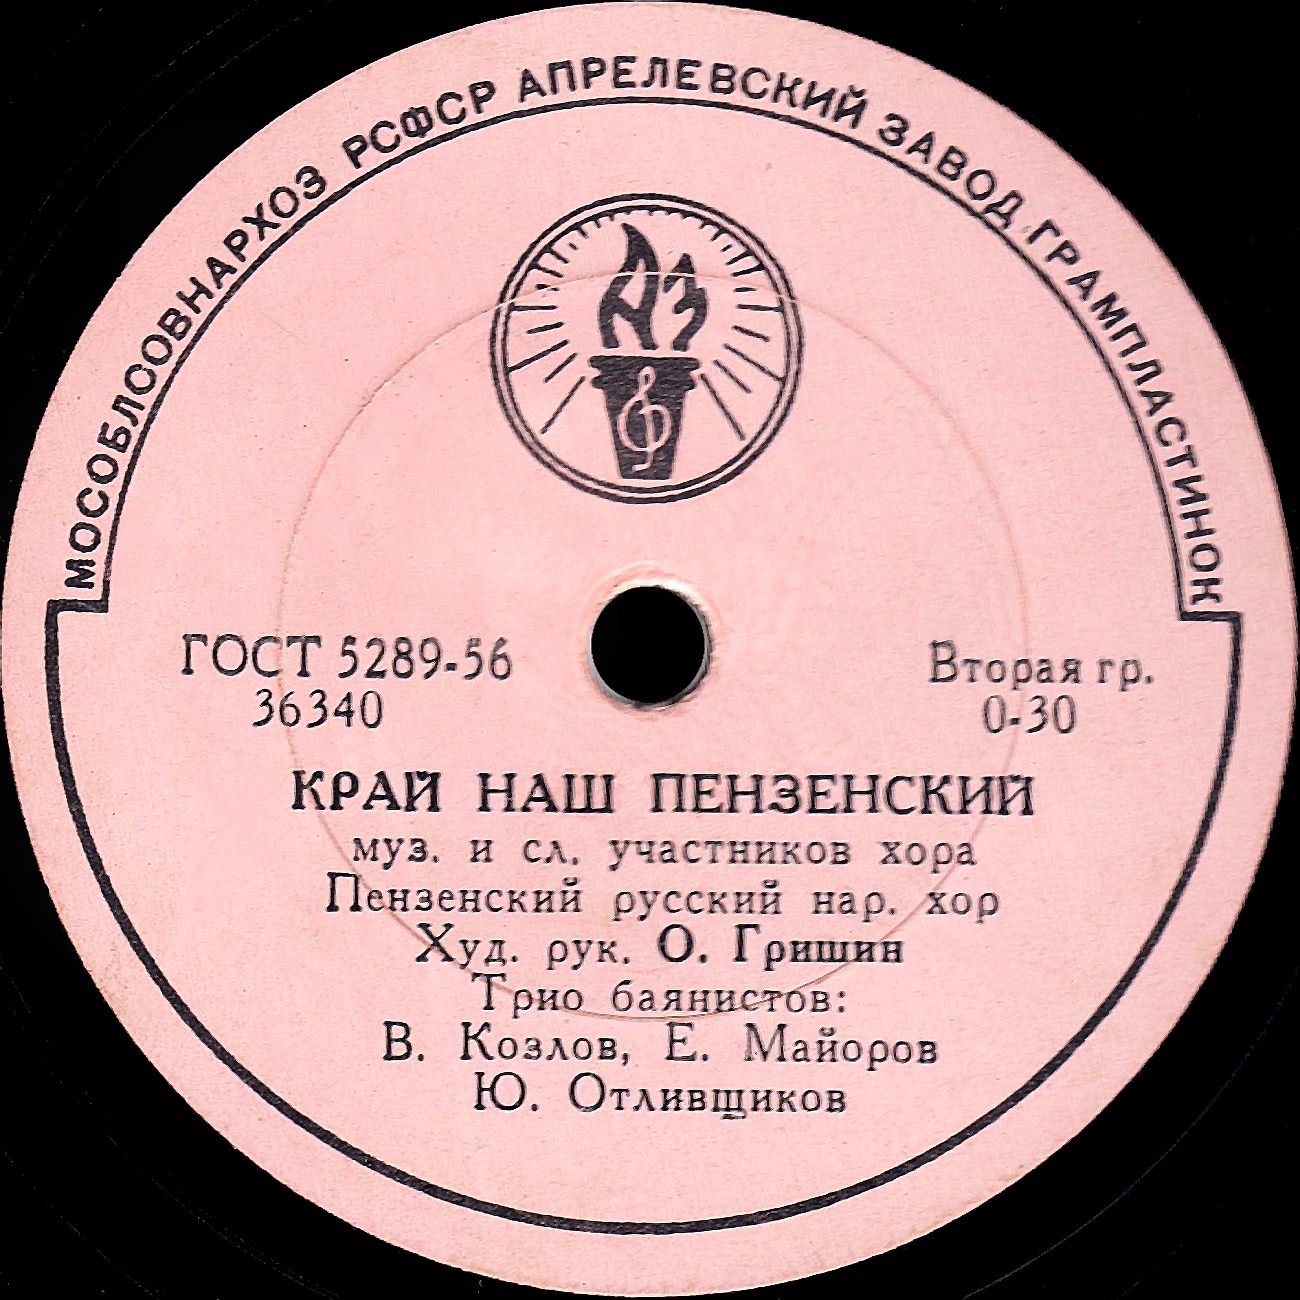 МОСОБЛСОВНАРХОЗ РСФСР АПРЕЛЕВСКИЙ ЗАВОД ГРАМПЛАСТИНОК
ГОСТ 5289-56
36340
Вторая гр.
0-30
КРАЙ НАШ ПЕНЗЕНСКИЙ
муз. и сл. участников хора
Пензенский русский нар. хор
Худ. рук. О. Гришин
Трио баянистов:
В. Козлов, Е. Майоров
Ю. Отливщиков